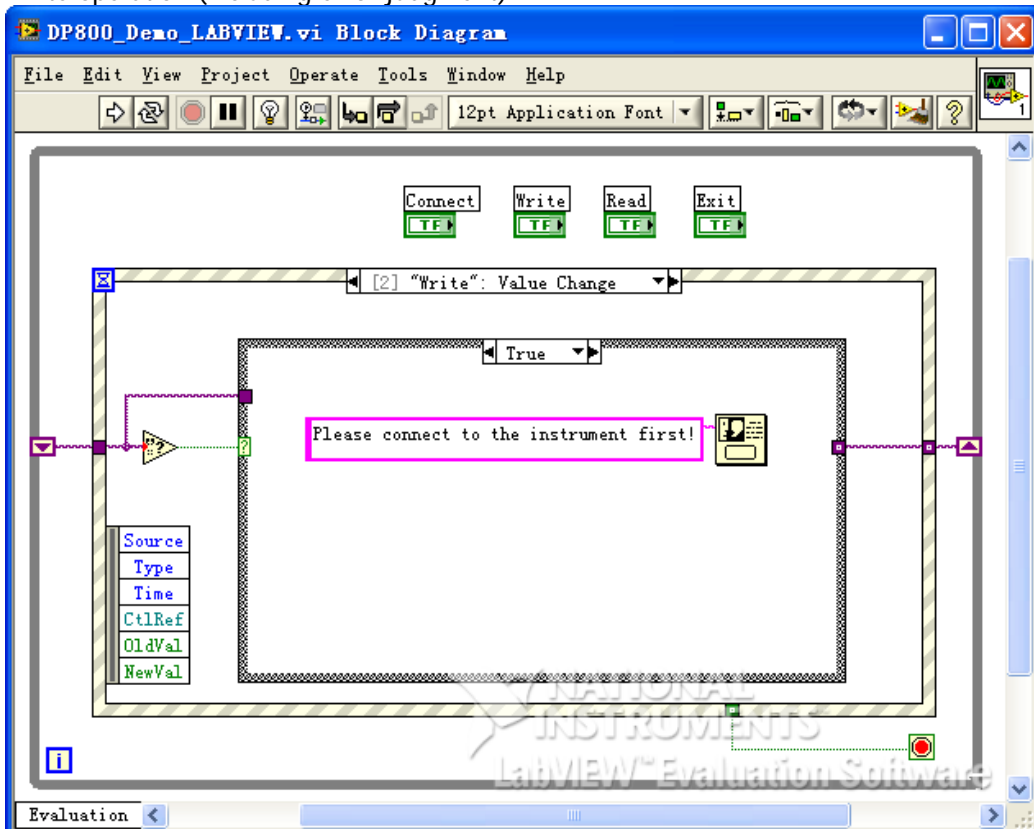 DP800_Demo_LABVIEW.vi Block Diagram
File Edit View Project Operate Tools Window Help
12pt Application Font
1
Connect Write Read Exit
TF TF TF TF
[2] “Write“: Value Change
True
Please connect to the instrument first!
"? ?
Source
Type
Time
CtlRef
OldVal
NewVal
NATIONAL
INSTRUMENTS
i
LabVIEW™ Evaluation Software
Evaluation